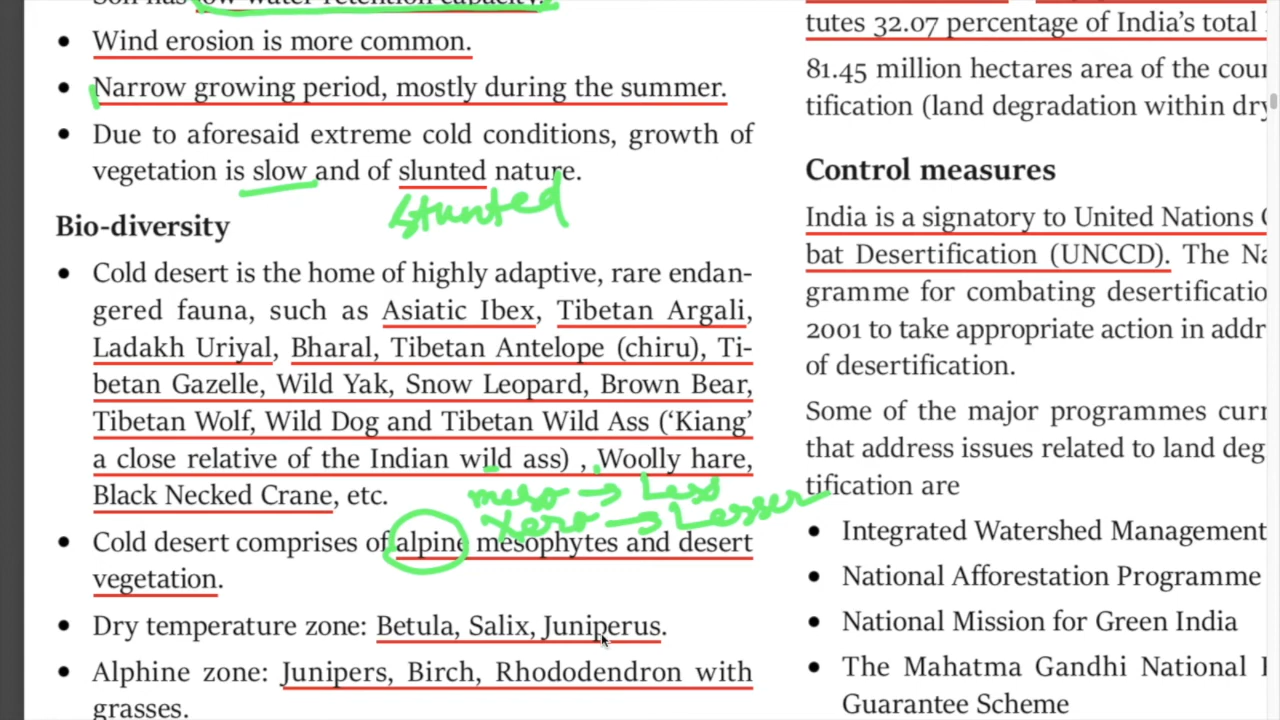 Soil has low water retention capacity.
• Wind erosion is more common.
• Narrow growing period, mostly during the summer.
• Due to aforesaid extreme cold conditions, growth of
vegetation is slow and of slunted nature.
stunted
Bio-diversity
• Cold desert is the home of highly adaptive, rare endan-
gered fauna, such as Asiatic Ibex, Tibetan Argali,
Ladakh Uriyal, Bharal, Tibetan Antelope (chiru), Ti-
betan Gazelle, Wild Yak, Snow Leopard, Brown Bear,
Tibetan Wolf, Wild Dog and Tibetan Wild Ass (‘Kiang’
a close relative of the Indian wild ass) , Woolly hare,
Black Necked Crane, etc.
meso → Less
Xero → Lesser
• Cold desert comprises of alpine mesophytes and desert
vegetation.
• Dry temperature zone: Betula, Salix, Juniperus.
• Alphine zone: Junipers, Birch, Rhododendron with
grasses.
tutes 32.07 percentage of India’s total
81.45 million hectares area of the cou
tification (land degradation within dry
Control measures
India is a signatory to United Nations
bat Desertification (UNCCD). The Na
gramme for combating desertificatio
2001 to take appropriate action in addr
of desertification.
Some of the major programmes curr
that address issues related to land deg
tification are
• Integrated Watershed Management
• National Afforestation Programme
• National Mission for Green India
• The Mahatma Gandhi National
Guarantee Scheme